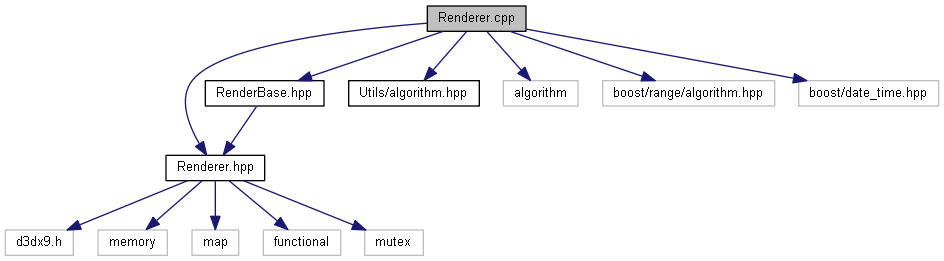 Renderer.cpp
RenderBase.hpp
Utils/algorithm.hpp
algorithm
boost/range/algorithm.hpp
boost/date_time.hpp
Renderer.hpp
d3dx9.h
memory
map
functional
mutex